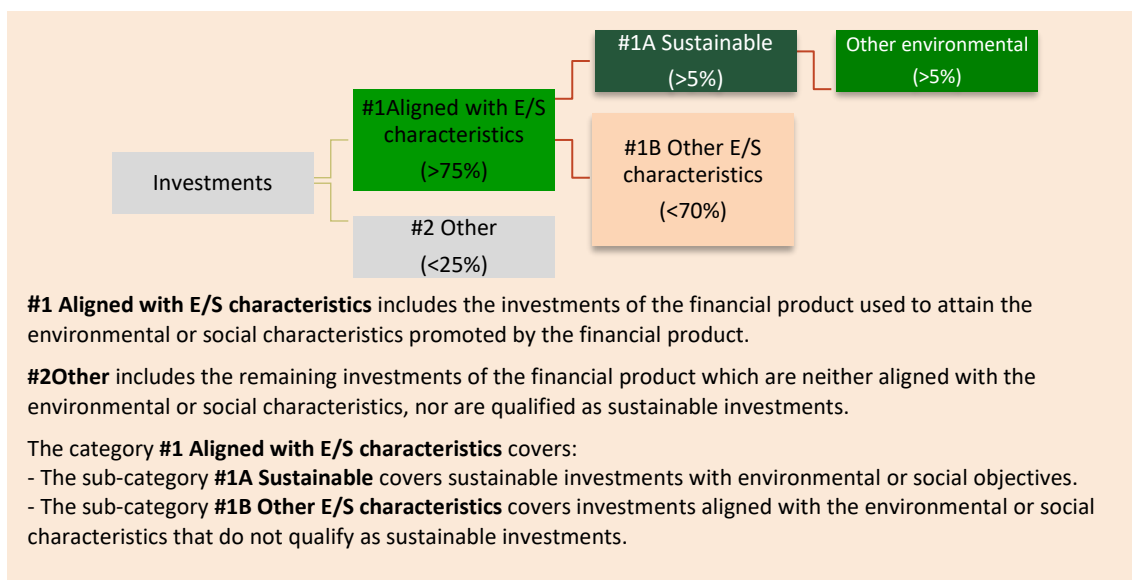 #1A Sustainable
(>5%)
Other environmental
(>5%)
#1Aligned with E/S
characteristics
(>75%)
#1B Other E/S
characteristics
(<70%)
Investments
#2 Other
(<25%)
#1 Aligned with E/S characteristics includes the investments of the financial product used to attain the
environmental or social characteristics promoted by the financial product.
#2Other includes the remaining investments of the financial product which are neither aligned with the
environmental or social characteristics, nor are qualified as sustainable investments.
The category #1 Aligned with E/S characteristics covers:
- The sub-category #1A Sustainable covers sustainable investments with environmental or social objectives.
- The sub-category #1B Other E/S characteristics covers investments aligned with the environmental or social
characteristics that do not qualify as sustainable investments.